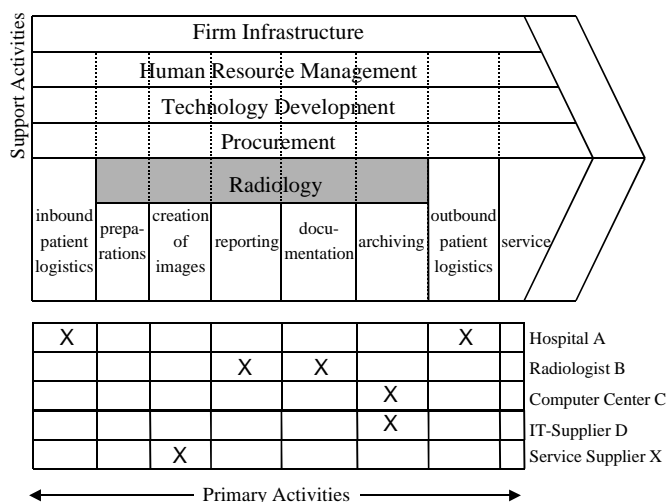 Support Activities
Firm Infrastructure
Human Resource Management
Technology Development
Procurement
Radiology
inbound
patient
logistics
prepa-
rations
creation
of
images
reporting
docu-
mentation
archiving
outbound
patient
logistics
service
X X Hospital A
X X Radiologist B
X Computer Center C
X IT-Supplier D
X Service Supplier X
Primary Activities